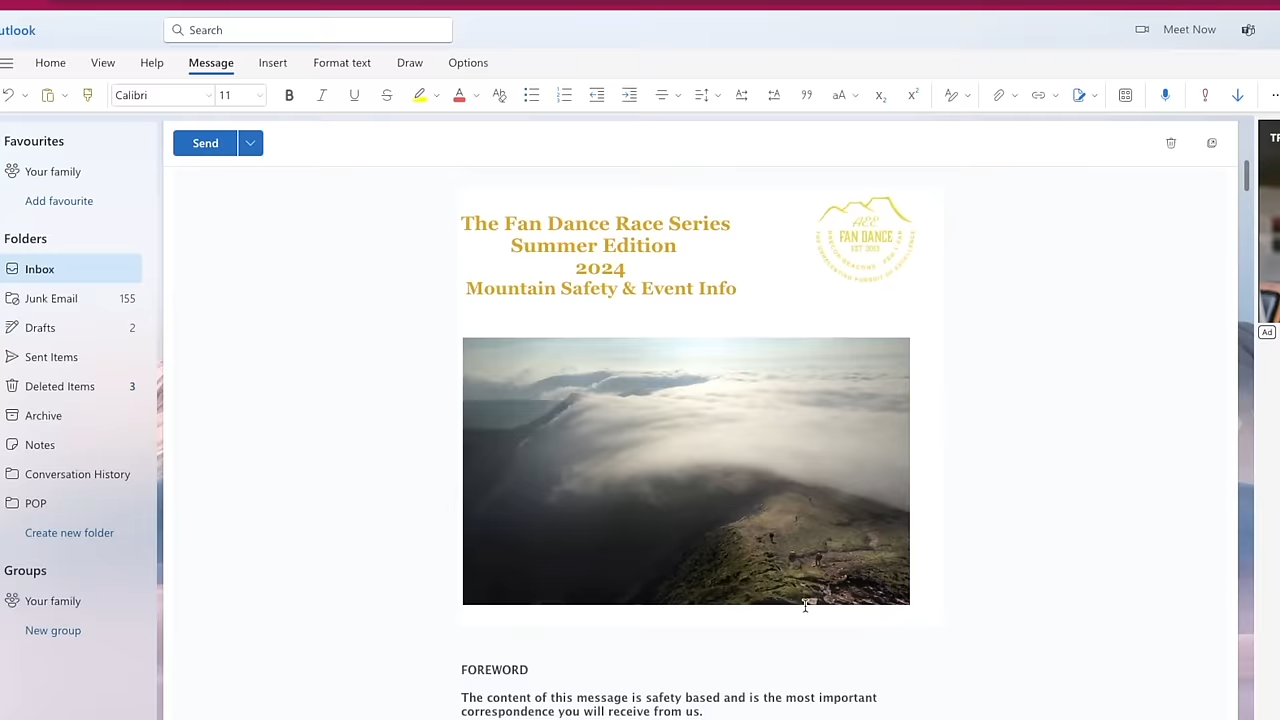 utlook
Search
Meet Now
Home
View
Help
Message
Insert
Format text
Draw
Options
Calibri
11
Favourites
Your family
Add favourite
Folders
Inbox
Junk Email 155
Drafts 2
Sent Items
Deleted Items 3
Archive
Notes
Conversation History
POP
Create new folder
Groups
Your family
New group
Send
The Fan Dance Race Series
Summer Edition
2024
Mountain Safety & Event Info
AEE
FAN DANCE
EST 2013
FOREWORD
The content of this message is safety based and is the most important
correspondence you will receive from us.
Ad